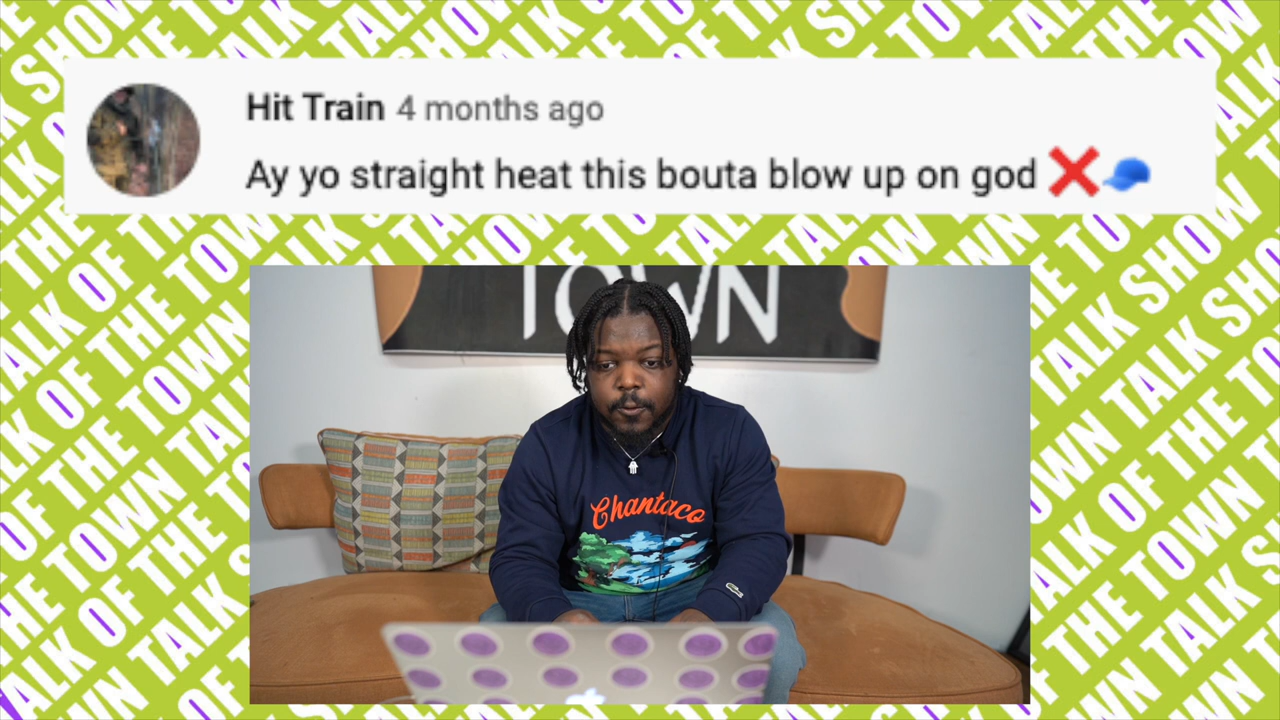 Hit Train 4 months ago
Ay yo straight heat this bouta blow up on god ❌🧢
TOWN
Chantaco
TALK OF THE TOWN TALK SHOW